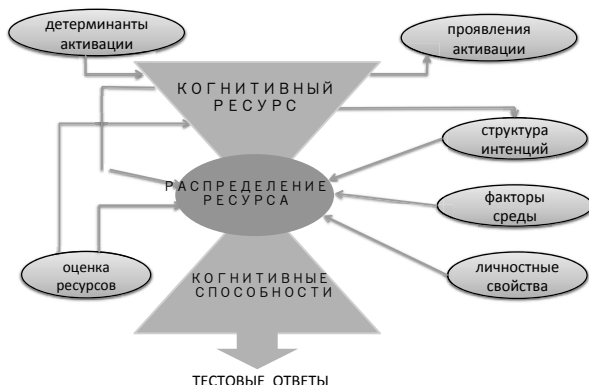 детерминанты
активации
проявления
активации
КОГНИТИВНЫЙ
РЕСУРС
структура
интенций
РАСПРЕДЕЛЕНИЕ
РЕСУРСА
факторы
среды
оценка
ресурсов
КОГНИТИВНЫЕ
СПОСОБНОСТИ
личностные
свойства
ТЕСТОВЫЕ ОТВЕТЫ